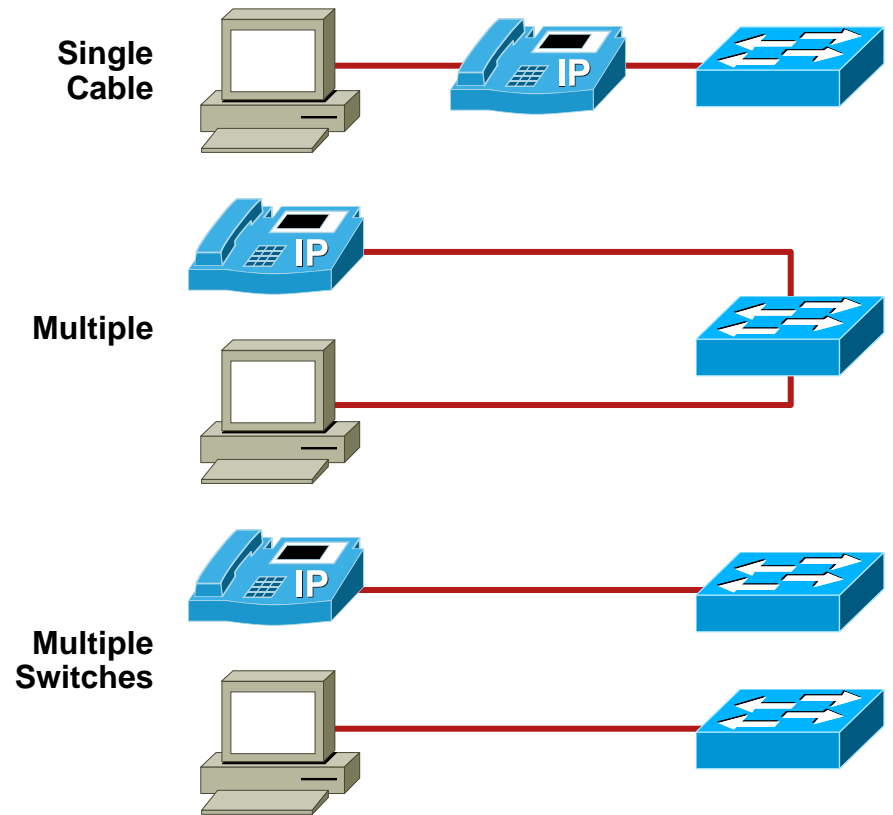 Single
Cable
IP
IP
Multiple
IP
Multiple
Switches